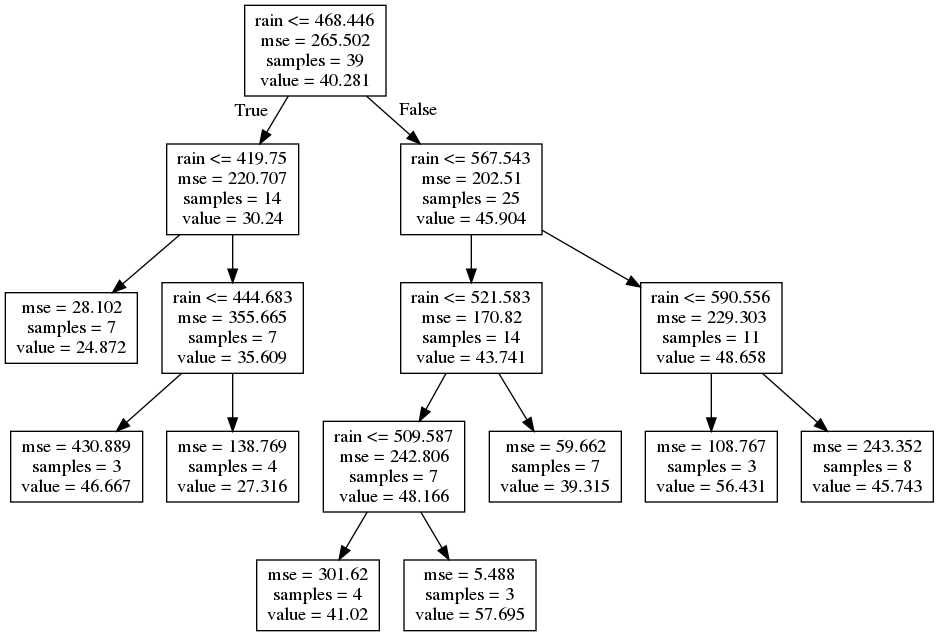 rain <= 468.446
mse = 265.502
samples = 39
value = 40.281
True
False
rain <= 419.75
mse = 220.707
samples = 14
value = 30.24
rain <= 567.543
mse = 202.51
samples = 25
value = 45.904
mse = 28.102
samples = 7
value = 24.872
rain <= 444.683
mse = 355.665
samples = 7
value = 35.609
rain <= 521.583
mse = 170.82
samples = 14
value = 43.741
rain <= 590.556
mse = 229.303
samples = 11
value = 48.658
mse = 430.889
samples = 3
value = 46.667
mse = 138.769
samples = 4
value = 27.316
rain <= 509.587
mse = 242.806
samples = 7
value = 48.166
mse = 59.662
samples = 7
value = 39.315
mse = 108.767
samples = 3
value = 56.431
mse = 243.352
samples = 8
value = 45.743
mse = 301.62
samples = 4
value = 41.02
mse = 5.488
samples = 3
value = 57.695